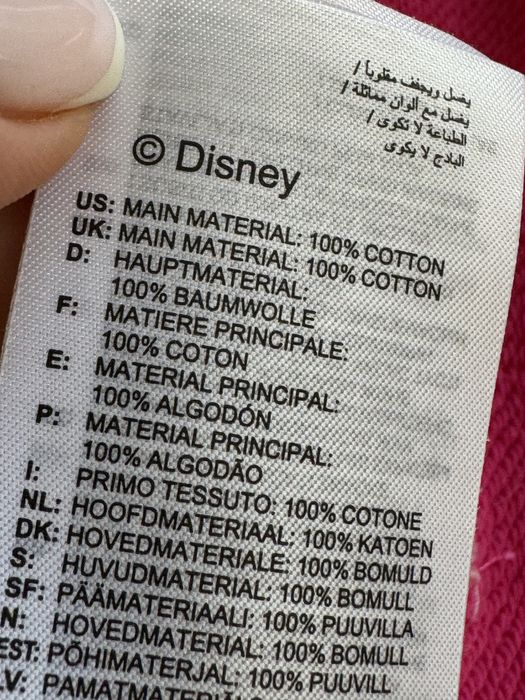 يغسل ويجفف مقلوباً /
يغسل مع ألوان مماثلة /
الطباعة لا تكوى /
البلاج لا يكوى
© Disney
US: MAIN MATERIAL: 100% COTTON
UK: MAIN MATERIAL: 100% COTTON
D: HAUPTMATERIAL:
100% BAUMWOLLE
F: MATIERE PRINCIPALE:
100% COTON
E: MATERIAL PRINCIPAL:
100% ALGODÓN
P: MATERIAL PRINCIPAL:
100% ALGODÃO
I: PRIMO TESSUTO: 100% COTONE
NL: HOOFDMATERIAAL: 100% KATOEN
DK: HOVEDMATERIALE: 100% BOMULD
S: HUVUDMATERIAL: 100% BOMULL
SF: PÄÄMATERIAALI: 100% PUUVILLA
N: HOVEDMATERIAL: 100% BOMULL
EST: PÕHIMATERJAL: 100% PUUVILL
LV: PAMATMATERIĀ